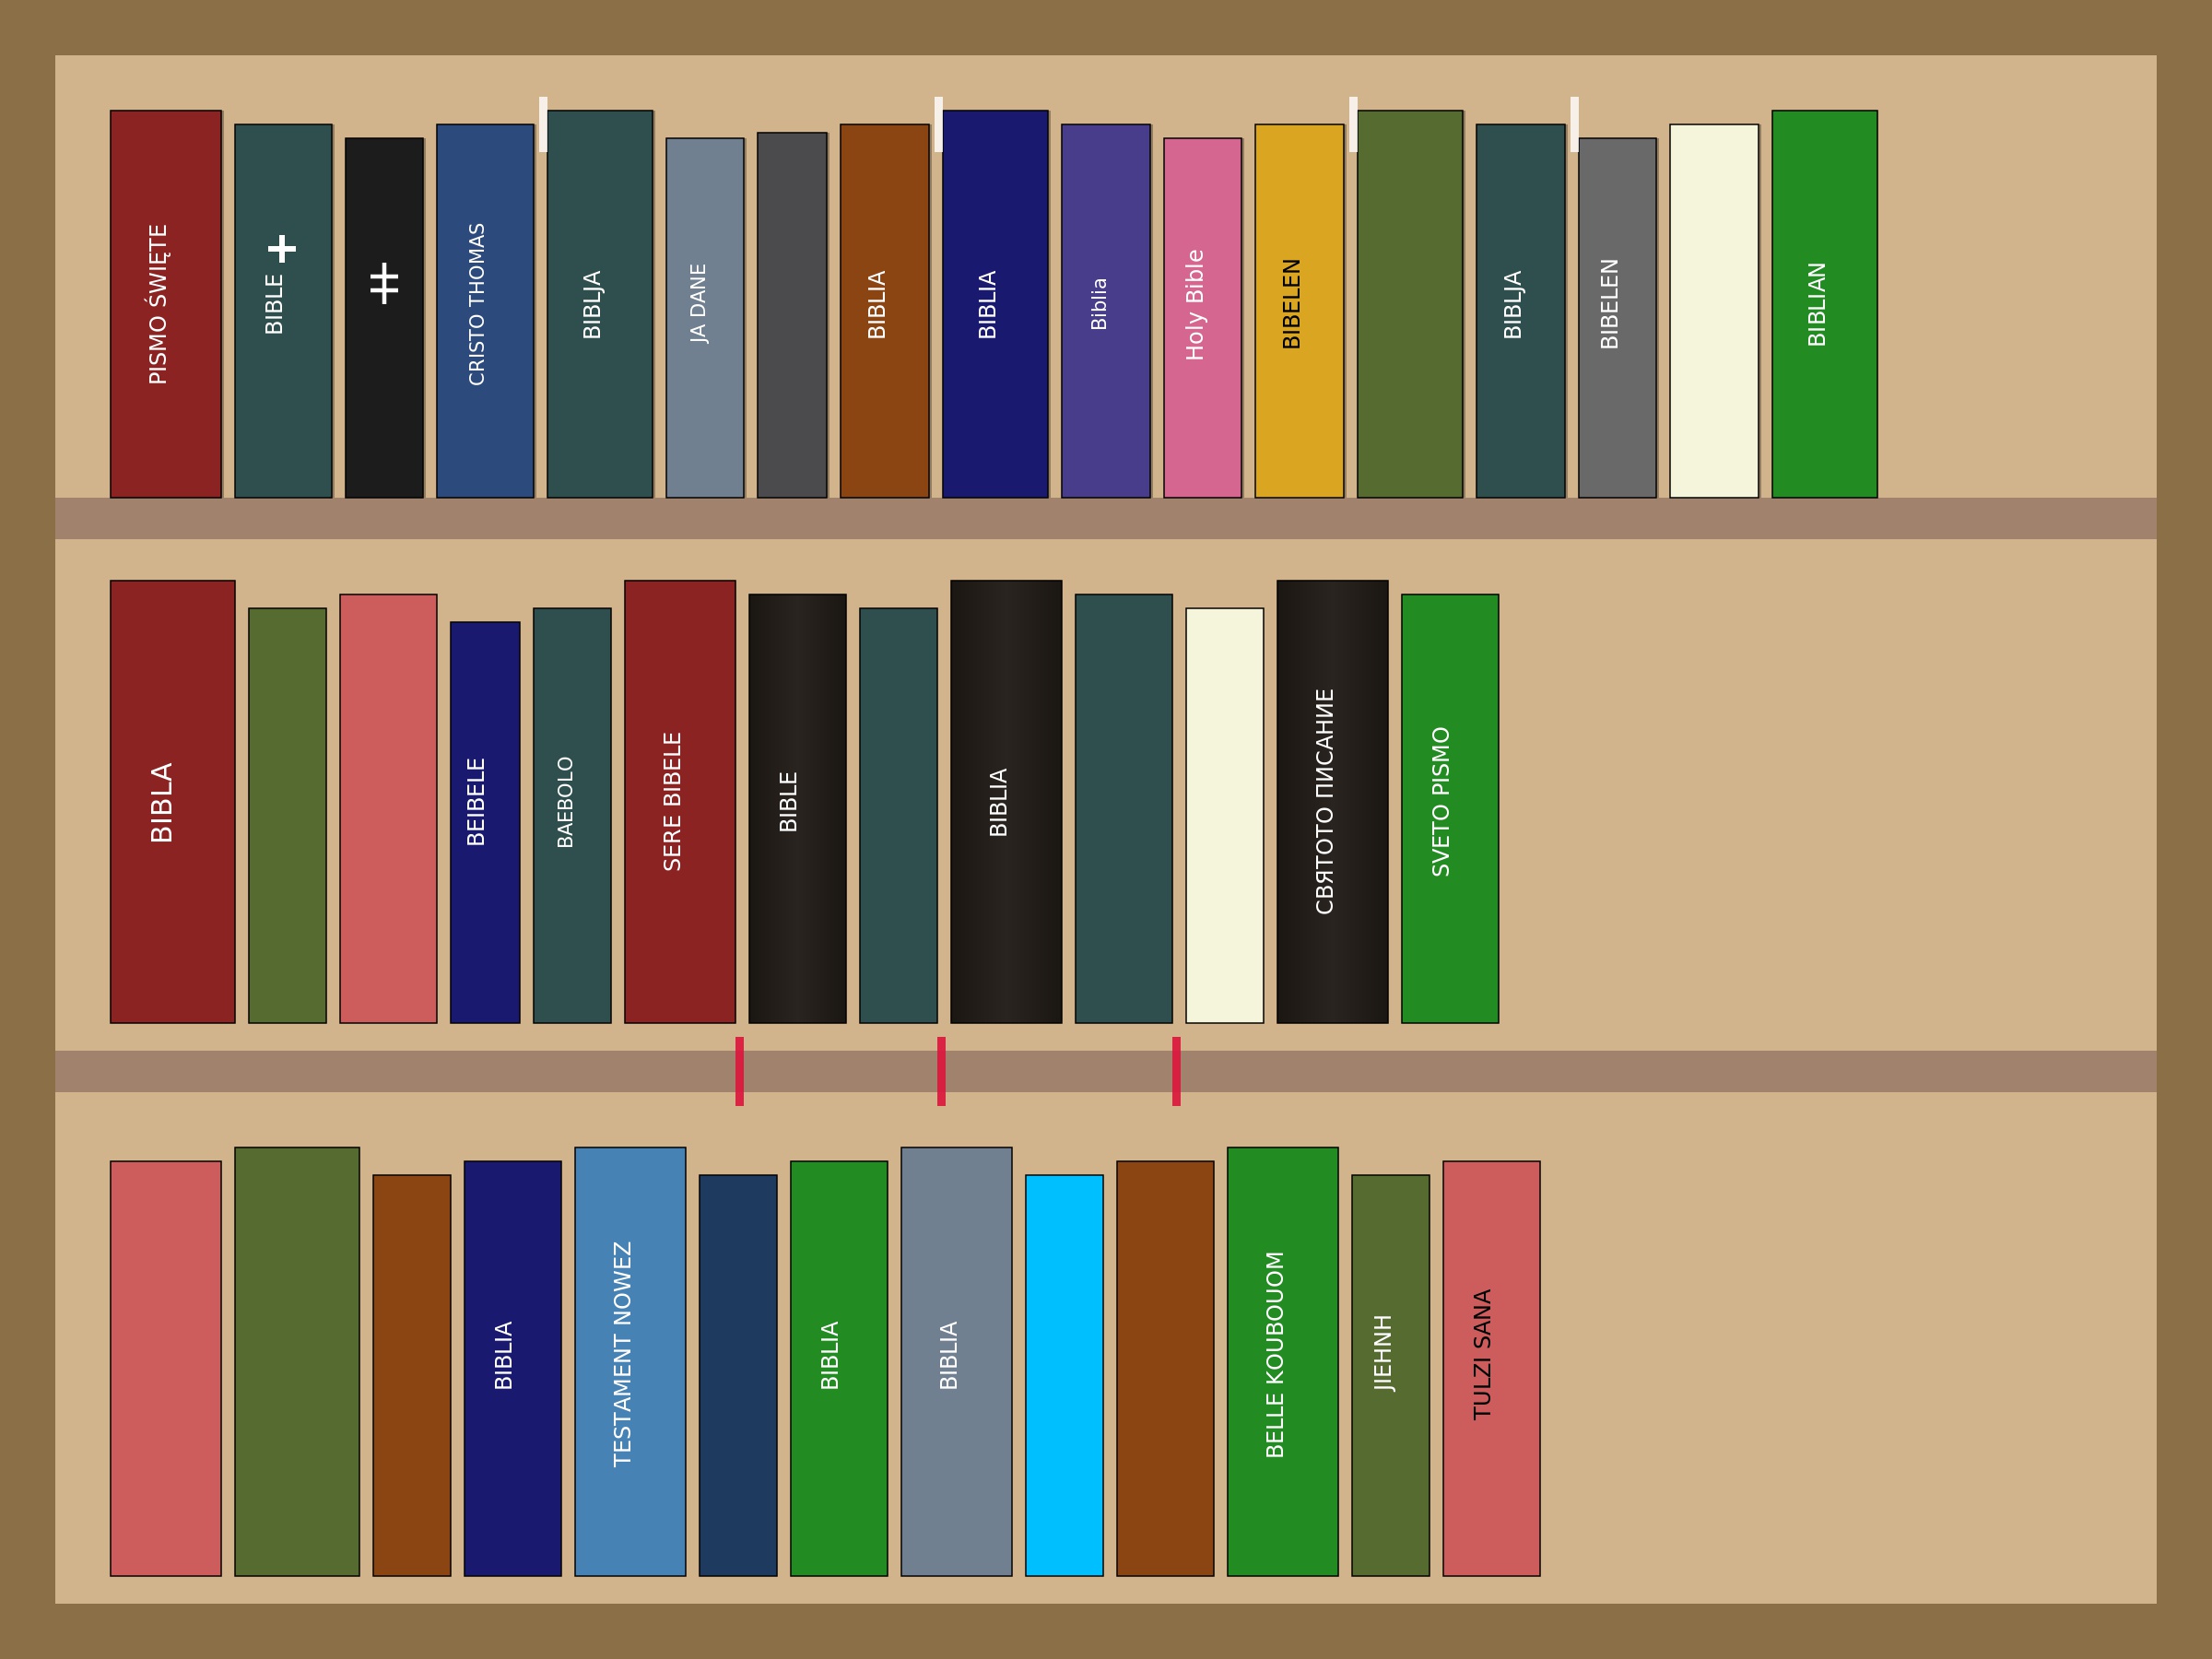 PISMO ŚWIĘTE
BIBLE
CRISTO THOMAS
BIBLJA
JA DANE
BIBLIA
BIBLIA
Biblia
Holy Bible
BIBELEN
BIBLJA
BIBELEN
BIBLIAN
BIBLA
BEIBELE
BAEBOLO
SERE BIBELE
BIBLE
BIBLIA
СВЯТОТО ПИСАНИЕ
SVETO PISMO
BIBLIA
TESTAMENT NOWEZ
BIBLIA
BIBLIA
BELLE KOUBOUOM
JIEHNH
TULZI SANA